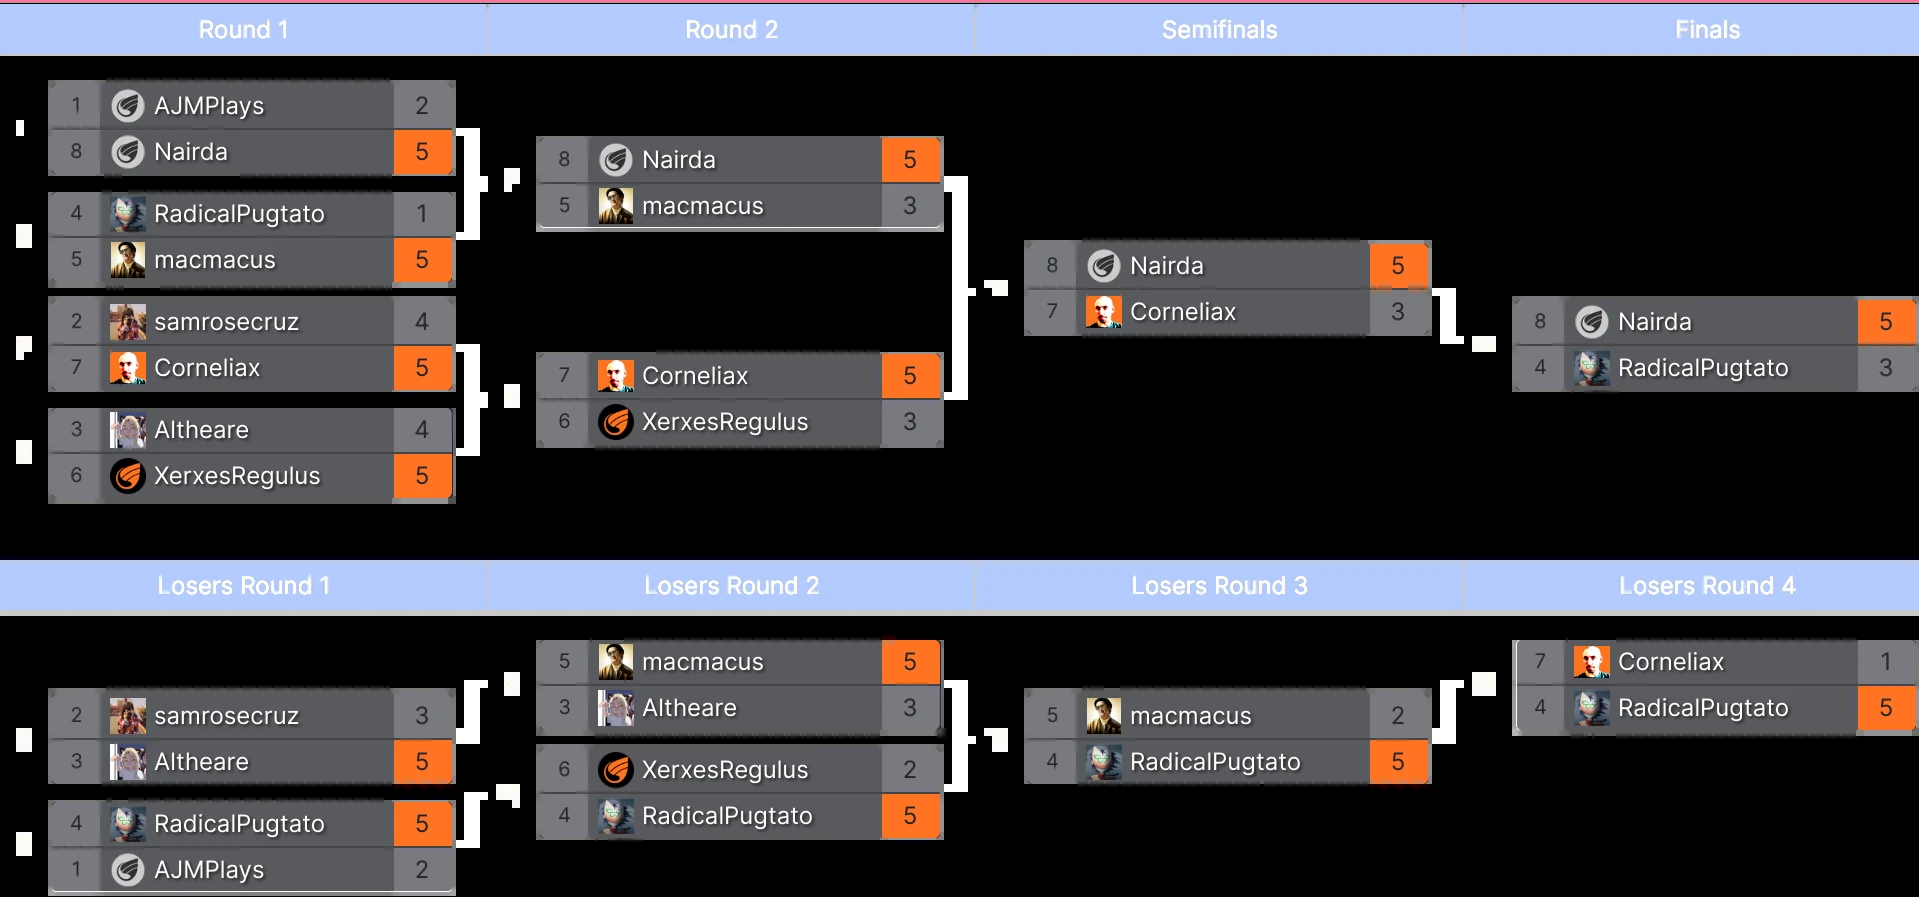 Round 1 Round 2 Semifinals Finals
1 AJMPlays 2
8 Nairda 5
4 RadicalPugtato 1
5 macmacus 5
2 samrosecruz 4
7 Corneliax 5
3 Altheare 4
6 XerxesRegulus 5
8 Nairda 5
5 macmacus 3
7 Corneliax 5
6 XerxesRegulus 3
8 Nairda 5
7 Corneliax 3
8 Nairda 5
4 RadicalPugtato 3
Losers Round 1 Losers Round 2 Losers Round 3 Losers Round 4
2 samrosecruz 3
3 Altheare 5
4 RadicalPugtato 5
1 AJMPlays 2
5 macmacus 5
3 Altheare 3
6 XerxesRegulus 2
4 RadicalPugtato 5
5 macmacus 2
4 RadicalPugtato 5
7 Corneliax 1
4 RadicalPugtato 5